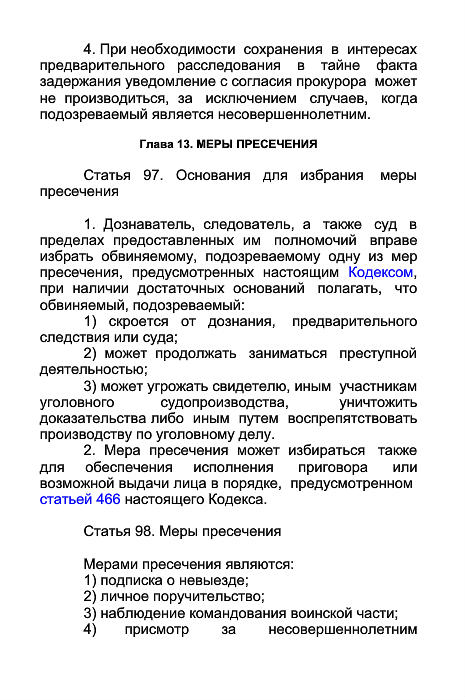 4. При необходимости сохранения в интересах
предварительного расследования в тайне факта
задержания уведомление с согласия прокурора может
не производиться, за исключением случаев, когда
подозреваемый является несовершеннолетним.
Глава 13. МЕРЫ ПРЕСЕЧЕНИЯ
Статья 97. Основания для избрания меры
пресечения
1. Дознаватель, следователь, а также суд в
пределах предоставленных им полномочий вправе
избрать обвиняемому, подозреваемому одну из мер
пресечения, предусмотренных настоящим Кодексом,
при наличии достаточных оснований полагать, что
обвиняемый, подозреваемый:
1) скроется от дознания, предварительного
следствия или суда;
2) может продолжать заниматься преступной
деятельностью;
3) может угрожать свидетелю, иным участникам
уголовного судопроизводства, уничтожить
доказательства либо иным путем воспрепятствовать
производству по уголовному делу.
2. Мера пресечения может избираться также
для обеспечения исполнения приговора или
возможной выдачи лица в порядке, предусмотренном
статьей 466 настоящего Кодекса.
Статья 98. Меры пресечения
Мерами пресечения являются:
1) подписка о невыезде;
2) личное поручительство;
3) наблюдение командования воинской части;
4) присмотр за несовершеннолетним